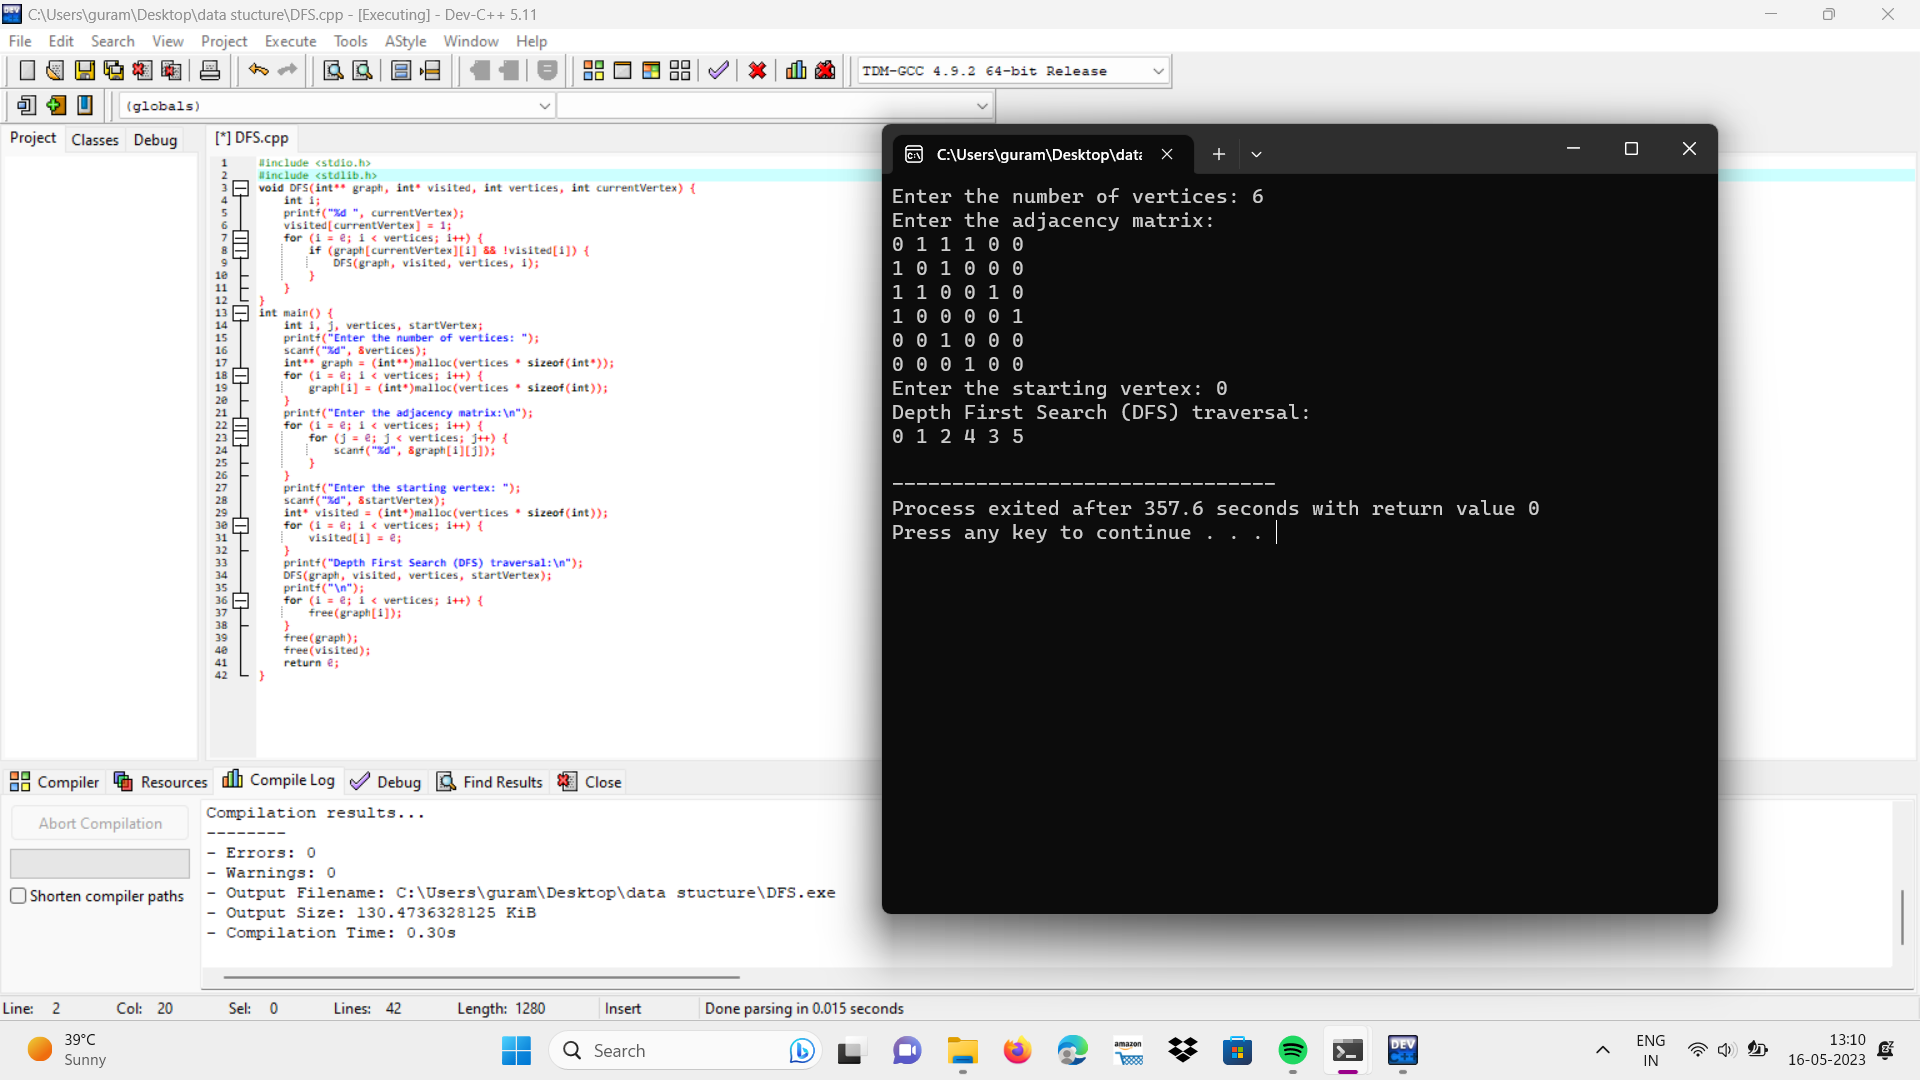 C:\Users\guram\Desktop\data stucture\DFS.cpp - [Executing] - Dev-C++ 5.11
File Edit Search View Project Execute Tools AStyle Window Help
TDM-GCC 4.9.2 64-bit Release
(globals)
Project Classes Debug
[*] DFS.cpp
1 #include <stdio.h>
2 #include <stdlib.h>
3 void DFS(int** graph, int* visited, int vertices, int currentVertex) {
4 int i;
5 printf("%d ", currentVertex);
6 visited[currentVertex] = 1;
7 for (i = 0; i < vertices; i++) {
8 if (graph[currentVertex][i] && !visited[i]) {
9 DFS(graph, visited, vertices, i);
10 }
11 }
12 }
13 int main() {
14 int i, j, vertices, startVertex;
15 printf("Enter the number of vertices: ");
16 scanf("%d", &vertices);
17 int** graph = (int**)malloc(vertices * sizeof(int*));
18 for (i = 0; i < vertices; i++) {
19 graph[i] = (int*)malloc(vertices * sizeof(int));
20 }
21 printf("Enter the adjacency matrix:\n");
22 for (i = 0; i < vertices; i++) {
23 for (j = 0; j < vertices; j++) {
24 scanf("%d", &graph[i][j]);
25 }
26 }
27 printf("Enter the starting vertex: ");
28 scanf("%d", &startVertex);
29 int* visited = (int*)malloc(vertices * sizeof(int));
30 for (i = 0; i < vertices; i++) {
31 visited[i] = 0;
32 }
33 printf("Depth First Search (DFS) traversal:\n");
34 DFS(graph, visited, vertices, startVertex);
35 printf("\n");
36 for (i = 0; i < vertices; i++) {
37 free(graph[i]);
38 }
39 free(graph);
40 free(visited);
41 return 0;
42 }
C:\Users\guram\Desktop\data
Enter the number of vertices: 6
Enter the adjacency matrix:
0 1 1 1 0 0
1 0 1 0 0 0
1 1 0 0 1 0
1 0 0 0 0 1
0 0 1 0 0 0
0 0 0 1 0 0
Enter the starting vertex: 0
Depth First Search (DFS) traversal:
0 1 2 4 3 5
--------------------------------
Process exited after 357.6 seconds with return value 0
Press any key to continue . . .
Compiler Resources Compile Log Debug Find Results Close
Abort Compilation
Shorten compiler paths
Compilation results...
--------
- Errors: 0
- Warnings: 0
- Output Filename: C:\Users\guram\Desktop\data stucture\DFS.exe
- Output Size: 130.4736328125 KiB
- Compilation Time: 0.30s
Line: 2 Col: 20 Sel: 0 Lines: 42 Length: 1280 Insert Done parsing in 0.015 seconds
39°C
Sunny
Search
amazon
DEV
C++
ENG
IN
13:10
16-05-2023